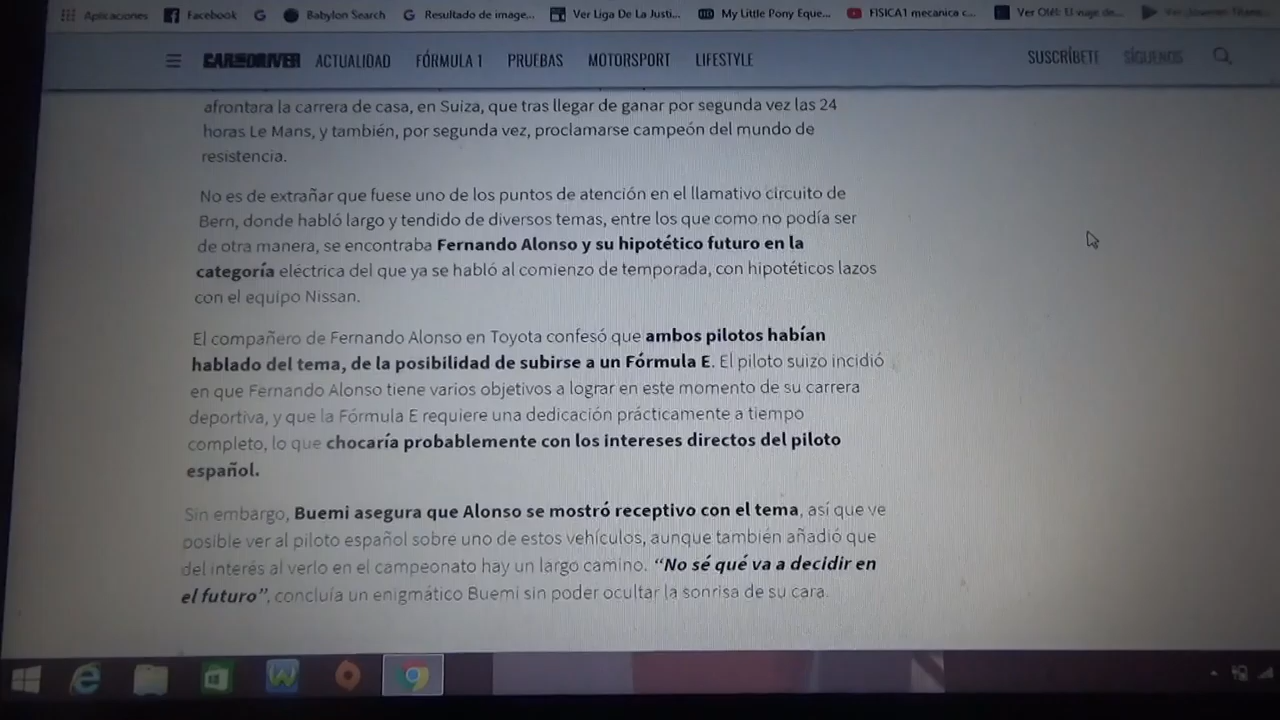 Aplicaciones Facebook Babylon Search Resultado de image... Ver Liga De La Justi... My Little Pony Eque... FISICA1 mecanica c... Ver Olé!: El viaje de...
CAR AND DRIVER ACTUALIDAD FÓRMULA 1 PRUEBAS MOTORSPORT LIFESTYLE SUSCRÍBETE SÍGUENOS
afrontara la carrera de casa, en Suiza, que tras llegar de ganar por segunda vez las 24
horas Le Mans, y también, por segunda vez, proclamarse campeón del mundo de
resistencia.
No es de extrañar que fuese uno de los puntos de atención en el llamativo circuito de
Bern, donde habló largo y tendido de diversos temas, entre los que como no podía ser
de otra manera, se encontraba Fernando Alonso y su hipotético futuro en la
categoría eléctrica del que ya se habló al comienzo de temporada, con hipotéticos lazos
con el equipo Nissan.
El compañero de Fernando Alonso en Toyota confesó que ambos pilotos habían
hablado del tema, de la posibilidad de subirse a un Fórmula E. El piloto suizo incidió
en que Fernando Alonso tiene varios objetivos a lograr en este momento de su carrera
deportiva, y que la Fórmula E requiere una dedicación prácticamente a tiempo
completo, lo que chocaría probablemente con los intereses directos del piloto
español.
Sin embargo, Buemi asegura que Alonso se mostró receptivo con el tema, así que ve
posible ver al piloto español sobre uno de estos vehículos, aunque también añadió que
del interés al verlo en el campeonato hay un largo camino. “No sé qué va a decidir en
el futuro”, concluía un enigmático Buemi sin poder ocultar la sonrisa de su cara.